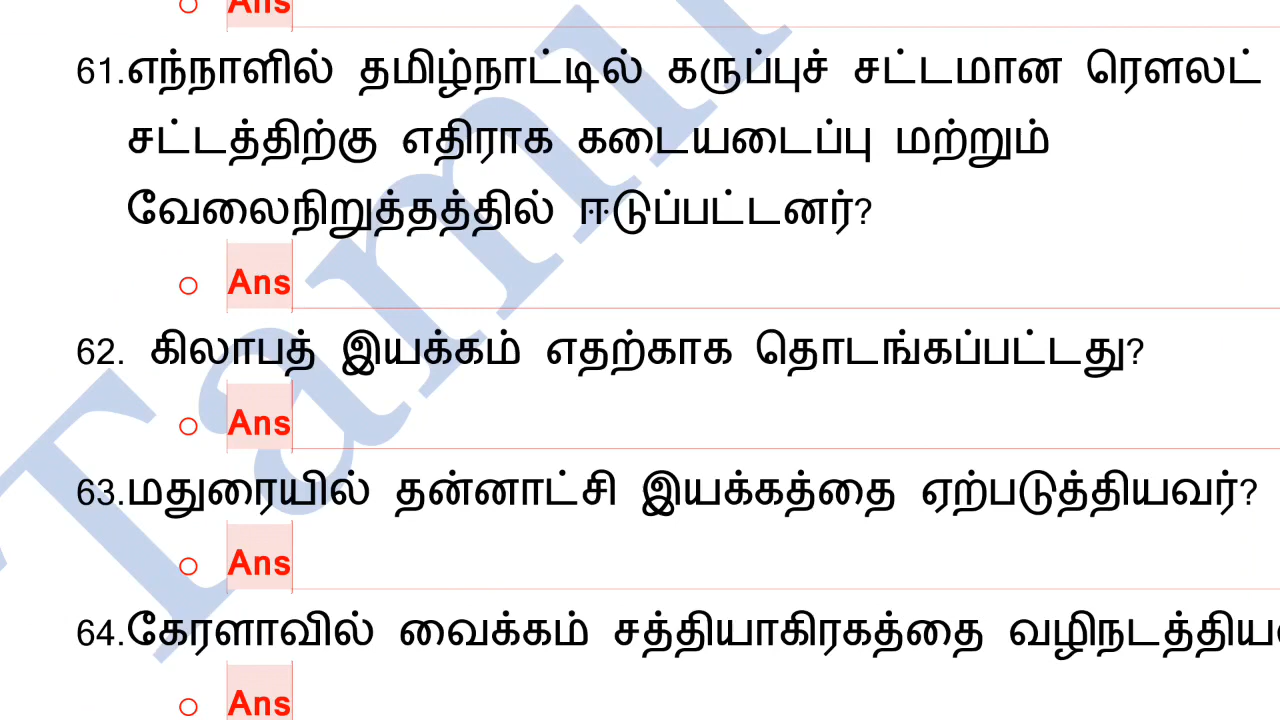 Ans
61.எந்நாளில் தமிழ்நாட்டில் கருப்புச் சட்டமான ரௌலட்
சட்டத்திற்கு எதிராக கடையடைப்பு மற்றும்
வேலைநிறுத்தத்தில் ஈடுப்பட்டனர்?
Ans
62. கிலாபத் இயக்கம் எதற்காக தொடங்கப்பட்டது?
Ans
63.மதுரையில் தன்னாட்சி இயக்கத்தை ஏற்படுத்தியவர்?
Ans
64.கேரளாவில் வைக்கம் சத்தியாகிரகத்தை
Ans
Tami